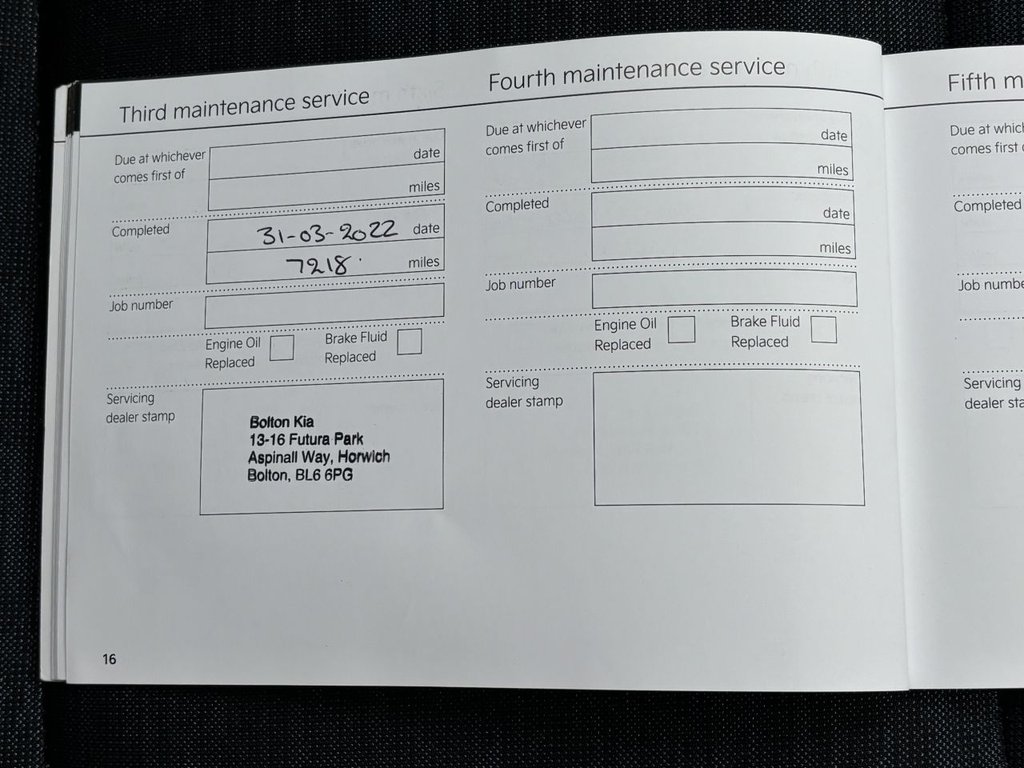 Third maintenance service
Due at whichever
comes first of
date
miles
Completed
31-03-2022 date
7218 miles
Job number
Engine Oil
Replaced
Brake Fluid
Replaced
Servicing
dealer stamp
Bolton Kia
13-16 Futura Park
Aspinall Way, Horwich
Bolton, BL6 6PG
16
Fourth maintenance service
Due at whichever
comes first of
date
miles
Completed
date
miles
Job number
Engine Oil
Replaced
Brake Fluid
Replaced
Servicing
dealer stamp
Fifth m
Due at which
comes first
Completed
Job numbe
Servicing
dealer sta